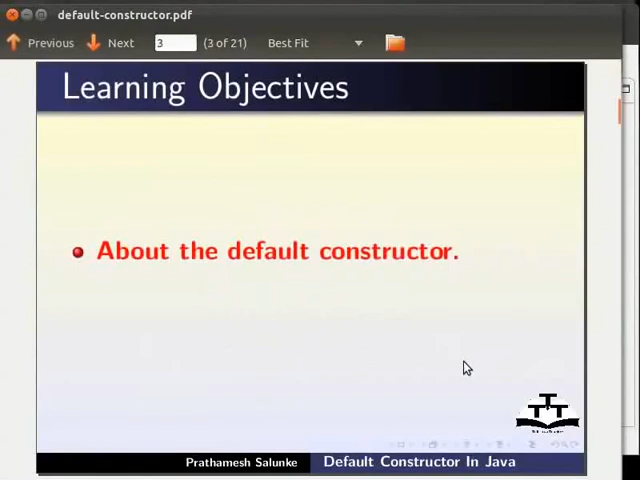 default-constructor.pdf
Previous Next 3 (3 of 21) Best Fit
Learning Objectives
About the default constructor.
Prathamesh Salunke Default Constructor In Java